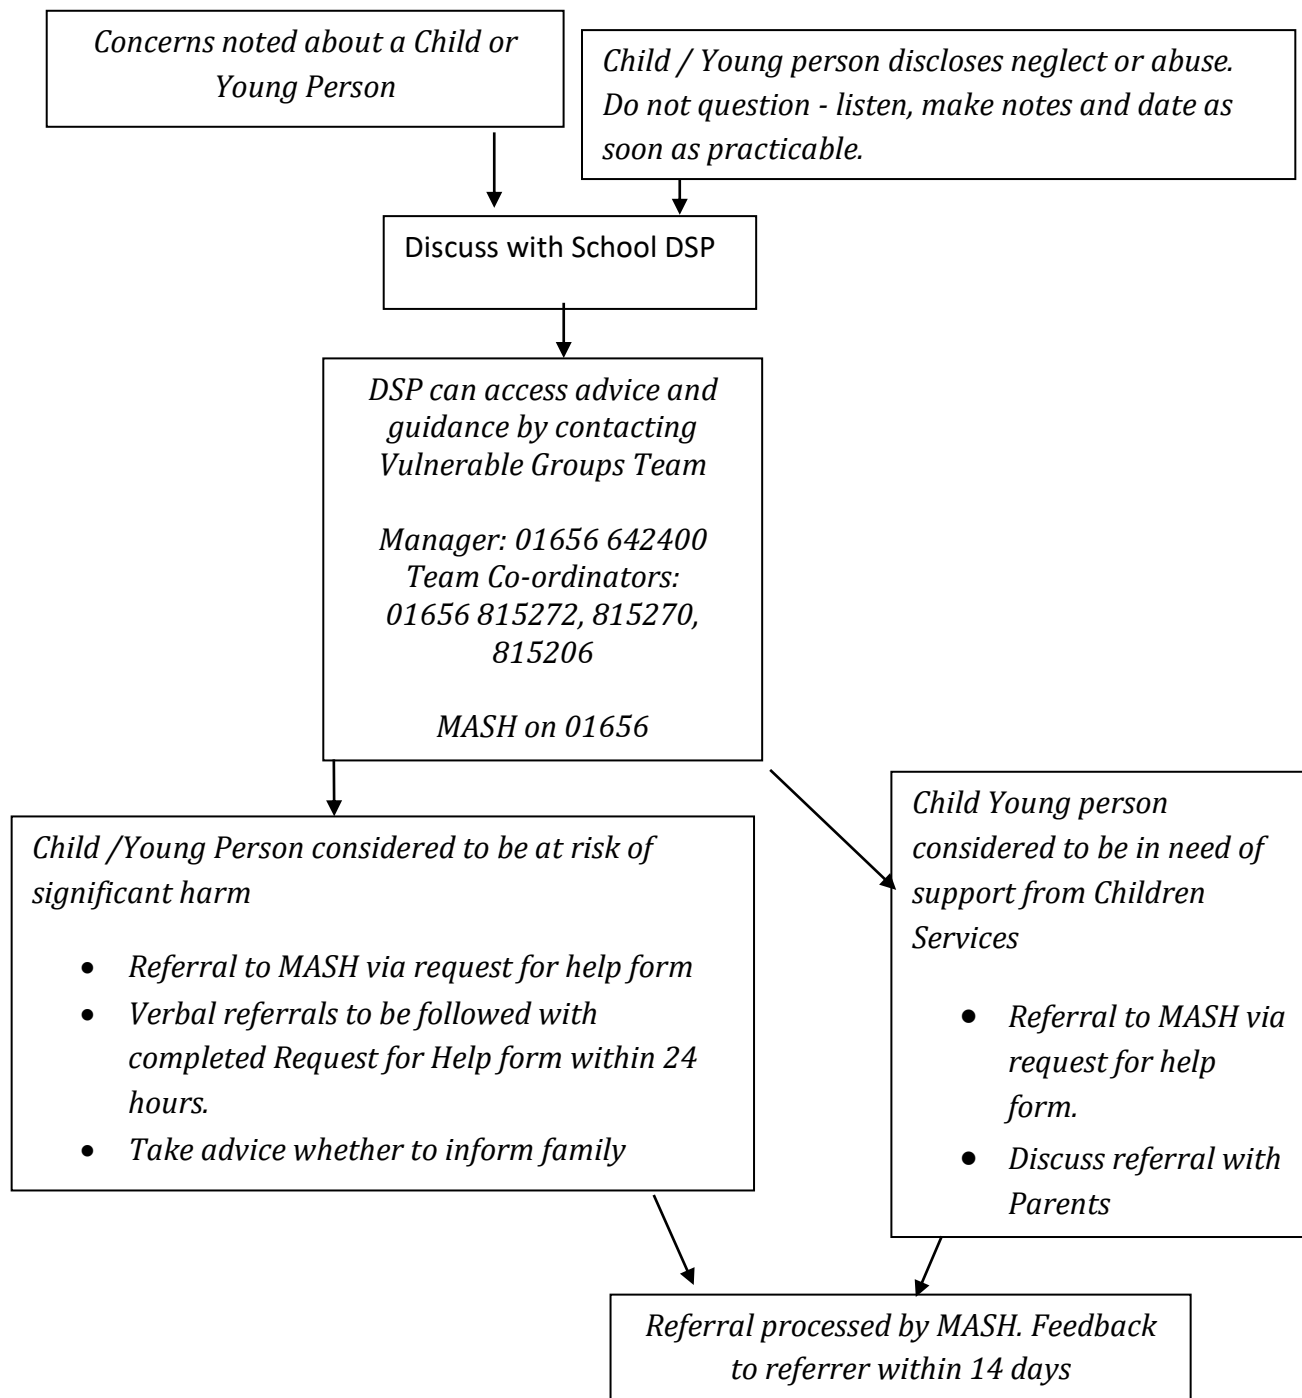 Concerns noted about a Child or
Young Person
Child / Young person discloses neglect or abuse.
Do not question - listen, make notes and date as
soon as practicable.
Discuss with School DSP
DSP can access advice and
guidance by contacting
Vulnerable Groups Team
Manager: 01656 642400
Team Co-ordinators:
01656 815272, 815270,
815206
MASH on 01656
Child /Young Person considered to be at risk of
significant harm
• Referral to MASH via request for help form
• Verbal referrals to be followed with
completed Request for Help form within 24
hours.
• Take advice whether to inform family
Child Young person
considered to be in need of
support from Children
Services
• Referral to MASH via
request for help
form.
• Discuss referral with
Parents
Referral processed by MASH. Feedback
to referrer within 14 days